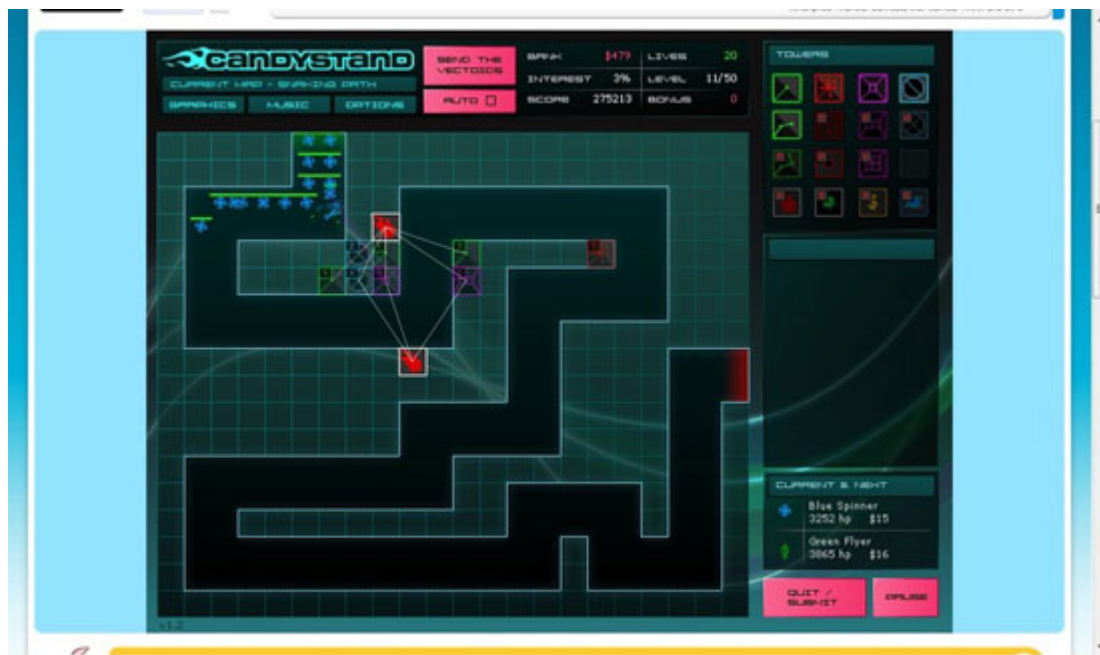 CANDYSTAND
CURRENT MAP - SNAKING PATH
GRAPHICS MUSIC OPTIONS
SEND THE
VECTOIDS
AUTO
BANK $479 LIVES 20
INTEREST 3% LEVEL 11/50
SCORE 275213 BONUS 0
TOWERS
CURRENT & NEXT
Blue Spinner
3252 hp $15
Green Flyer
3865 hp $16
QUIT /
SUBMIT
PAUSE
v1.2